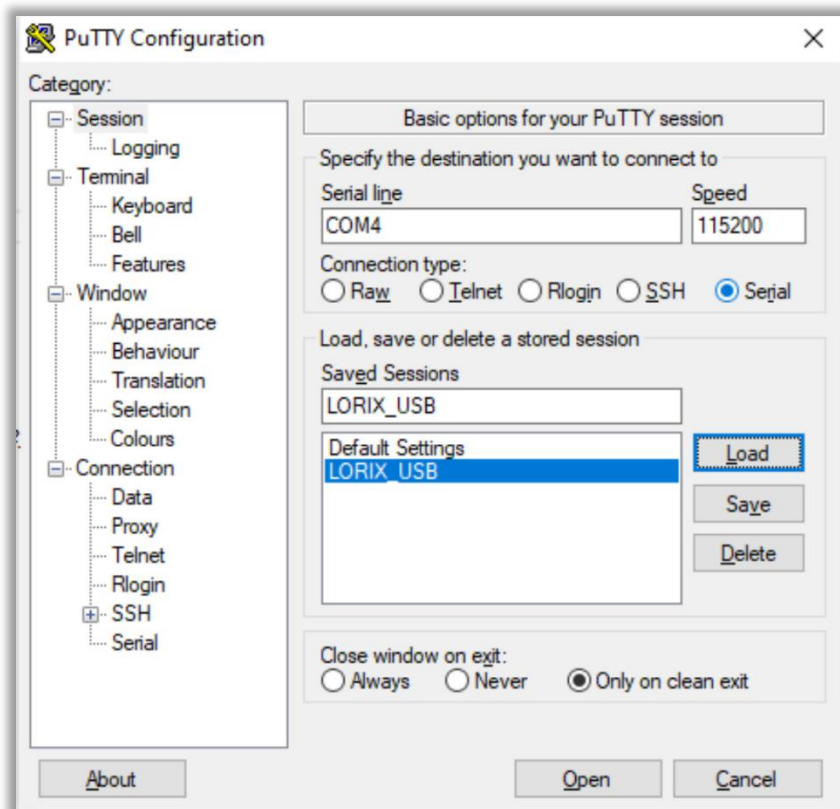 PuTTY Configuration
Category:
Session
Logging
Terminal
Keyboard
Bell
Features
Window
Appearance
Behaviour
Translation
Selection
Colours
Connection
Data
Proxy
Telnet
Rlogin
SSH
Serial
Basic options for your PuTTY session
Specify the destination you want to connect to
Serial line Speed
COM4 115200
Connection type:
Raw Telnet Rlogin SSH Serial
Load, save or delete a stored session
Saved Sessions
LORIX_USB
Default Settings
LORIX_USB
Load
Save
Delete
Close window on exit:
Always Never Only on clean exit
About Open Cancel